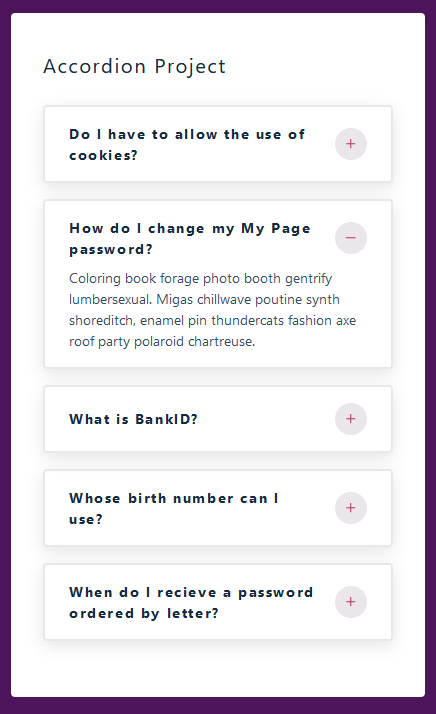 Accordion Project
Do I have to allow the use of
cookies?
+
How do I change my My Page
password?
−
Coloring book forage photo booth gentrify
lumbersexual. Migas chillwave poutine synth
shoreditch, enamel pin thundercats fashion axe
roof party polaroid chartreuse.
What is BankID?
+
Whose birth number can I
use?
+
When do I recieve a password
ordered by letter?
+